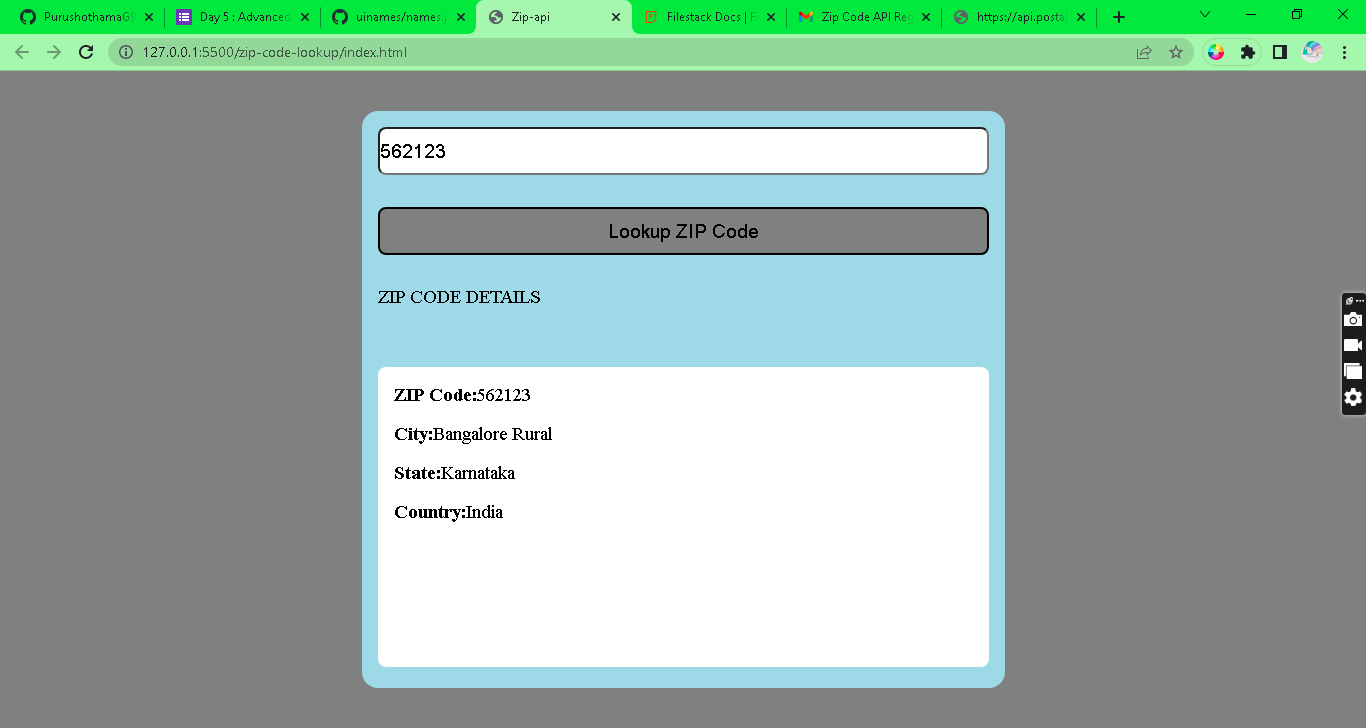 PurushothamaG9
Day 5 : Advanced
uinames/names.
Zip-api
Filestack Docs | F
Zip Code API Req
https://api.postal
127.0.0.1:5500/zip-code-lookup/index.html
562123
Lookup ZIP Code
ZIP CODE DETAILS
ZIP Code:562123
City:Bangalore Rural
State:Karnataka
Country:India